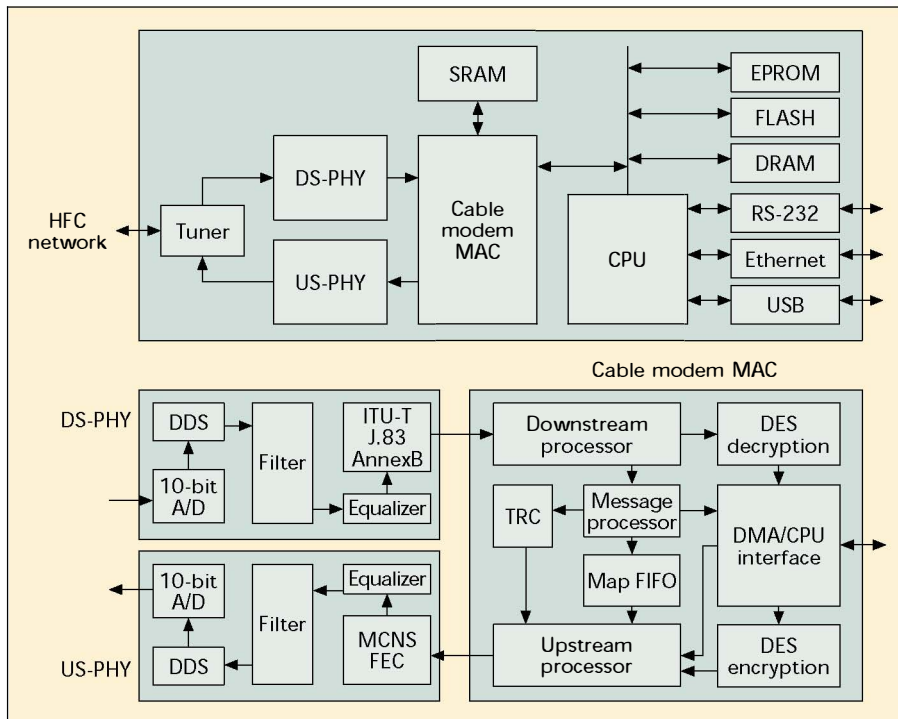 SRAM
EPROM
FLASH
DRAM
DS-PHY
Cable
modem
MAC
HFC
network
Tuner
US-PHY
CPU
RS-232
Ethernet
USB
Cable modem MAC
DS-PHY
DDS
10-bit
A/D
Filter
ITU-T
J.83
AnnexB
Equalizer
Downstream
processor
DES
decryption
TRC
Message
processor
DMA/CPU
interface
Map FIFO
Upstream
processor
DES
encryption
US-PHY
10-bit
A/D
DDS
Filter
Equalizer
MCNS
FEC